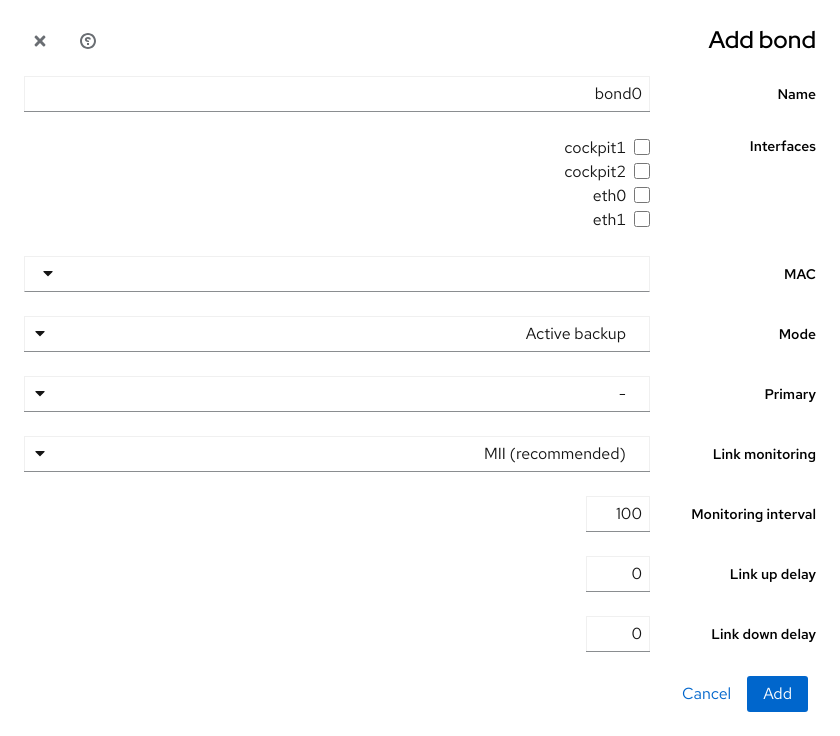 Add bond
Name
bond0
Interfaces
cockpit1
cockpit2
eth0
eth1
MAC
Mode
Active backup
Primary
-
Link monitoring
MII (recommended)
Monitoring interval
100
Link up delay
0
Link down delay
0
Add
Cancel